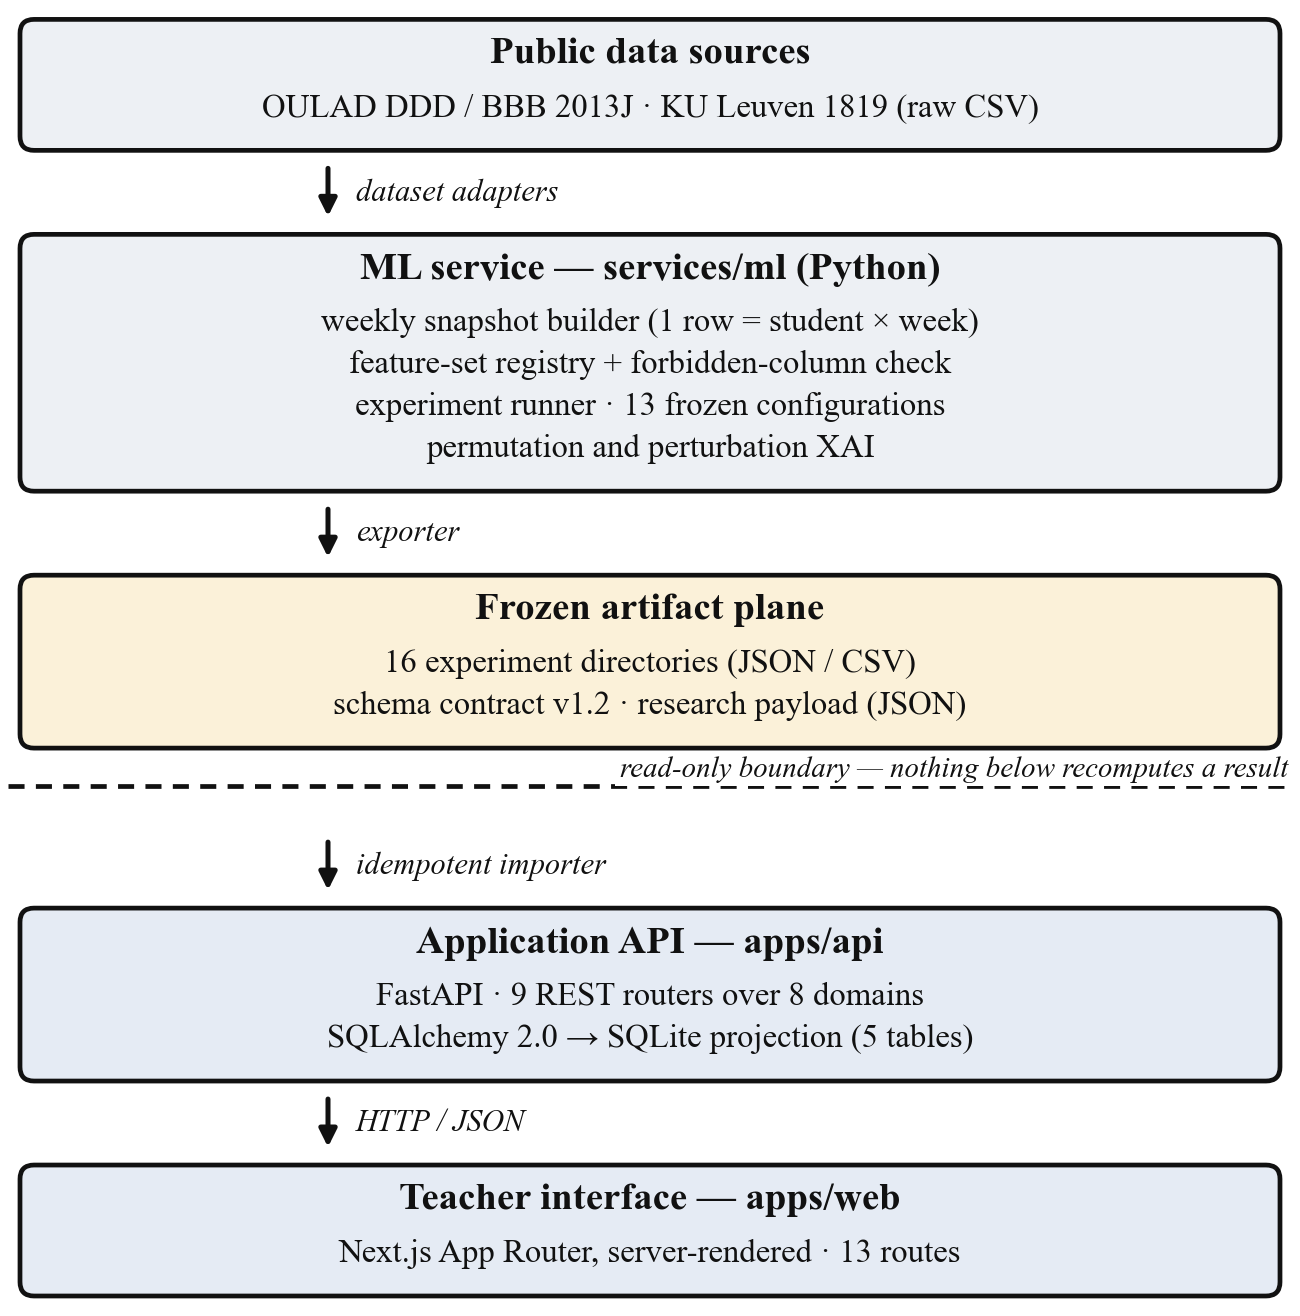 Public data sources
OULAD DDD / BBB 2013J · KU Leuven 1819 (raw CSV)
dataset adapters
ML service — services/ml (Python)
weekly snapshot builder (1 row = student × week)
feature-set registry + forbidden-column check
experiment runner · 13 frozen configurations
permutation and perturbation XAI
exporter
Frozen artifact plane
16 experiment directories (JSON / CSV)
schema contract v1.2 · research payload (JSON)
read-only boundary — nothing below recomputes a result
idempotent importer
Application API — apps/api
FastAPI · 9 REST routers over 8 domains
SQLAlchemy 2.0 → SQLite projection (5 tables)
HTTP / JSON
Teacher interface — apps/web
Next.js App Router, server-rendered · 13 routes